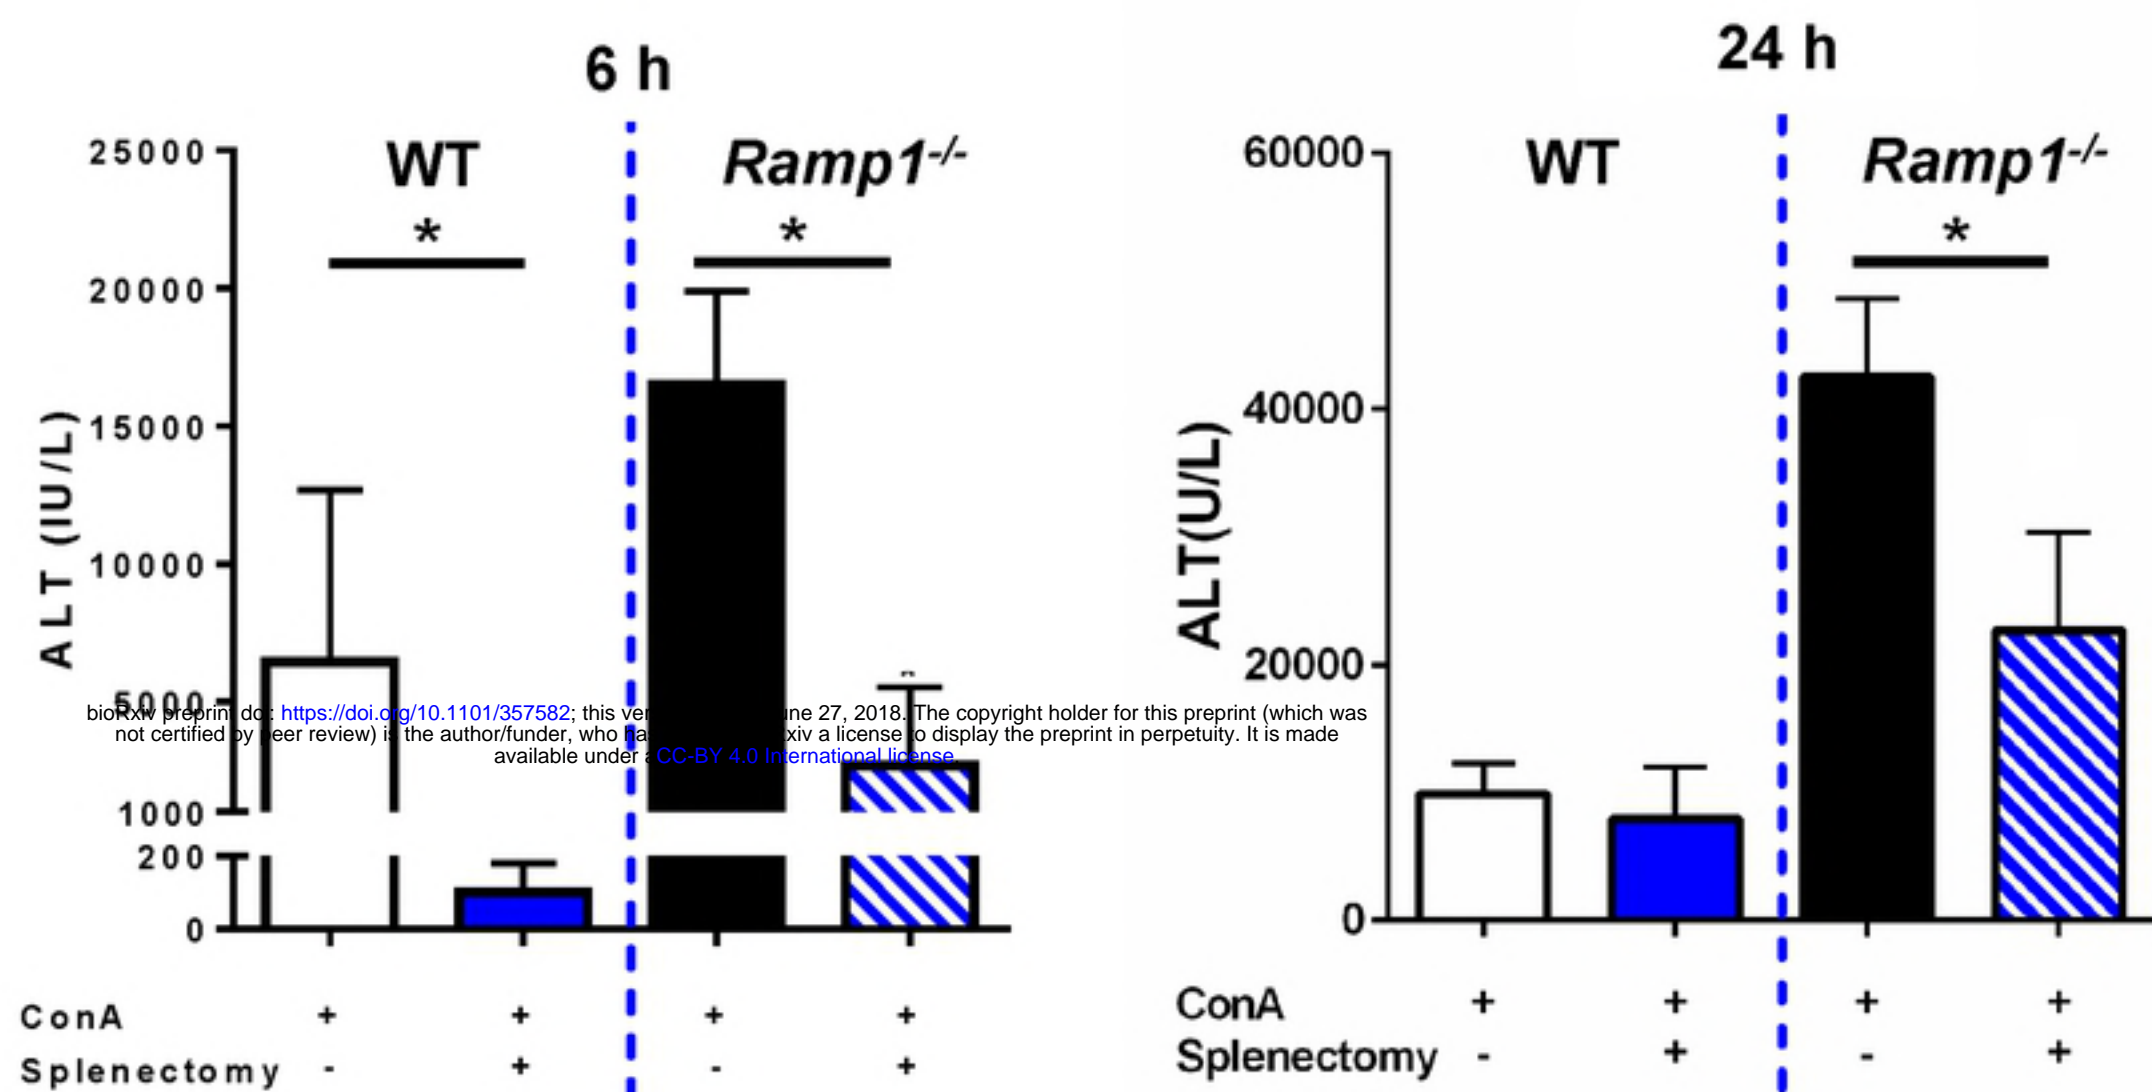 6 h
24 h
WT
Ramp1-/-
WT
Ramp1-/-
*
*
*
25000
20000
15000
10000
5000
1000
200
0
ALT (IU/L)
60000
40000
20000
0
ALT(U/L)
bioRxiv preprint doi: https://doi.org/10.1101/357582; this ver une 27, 2018. The copyright holder for this preprint (which was
not certified by peer review) is the author/funder, who ha xiv a license to display the preprint in perpetuity. It is made
available under a CC-BY 4.0 International license.
ConA + + + +
Splenectomy - + - +
ConA + + + +
Splenectomy - + - +